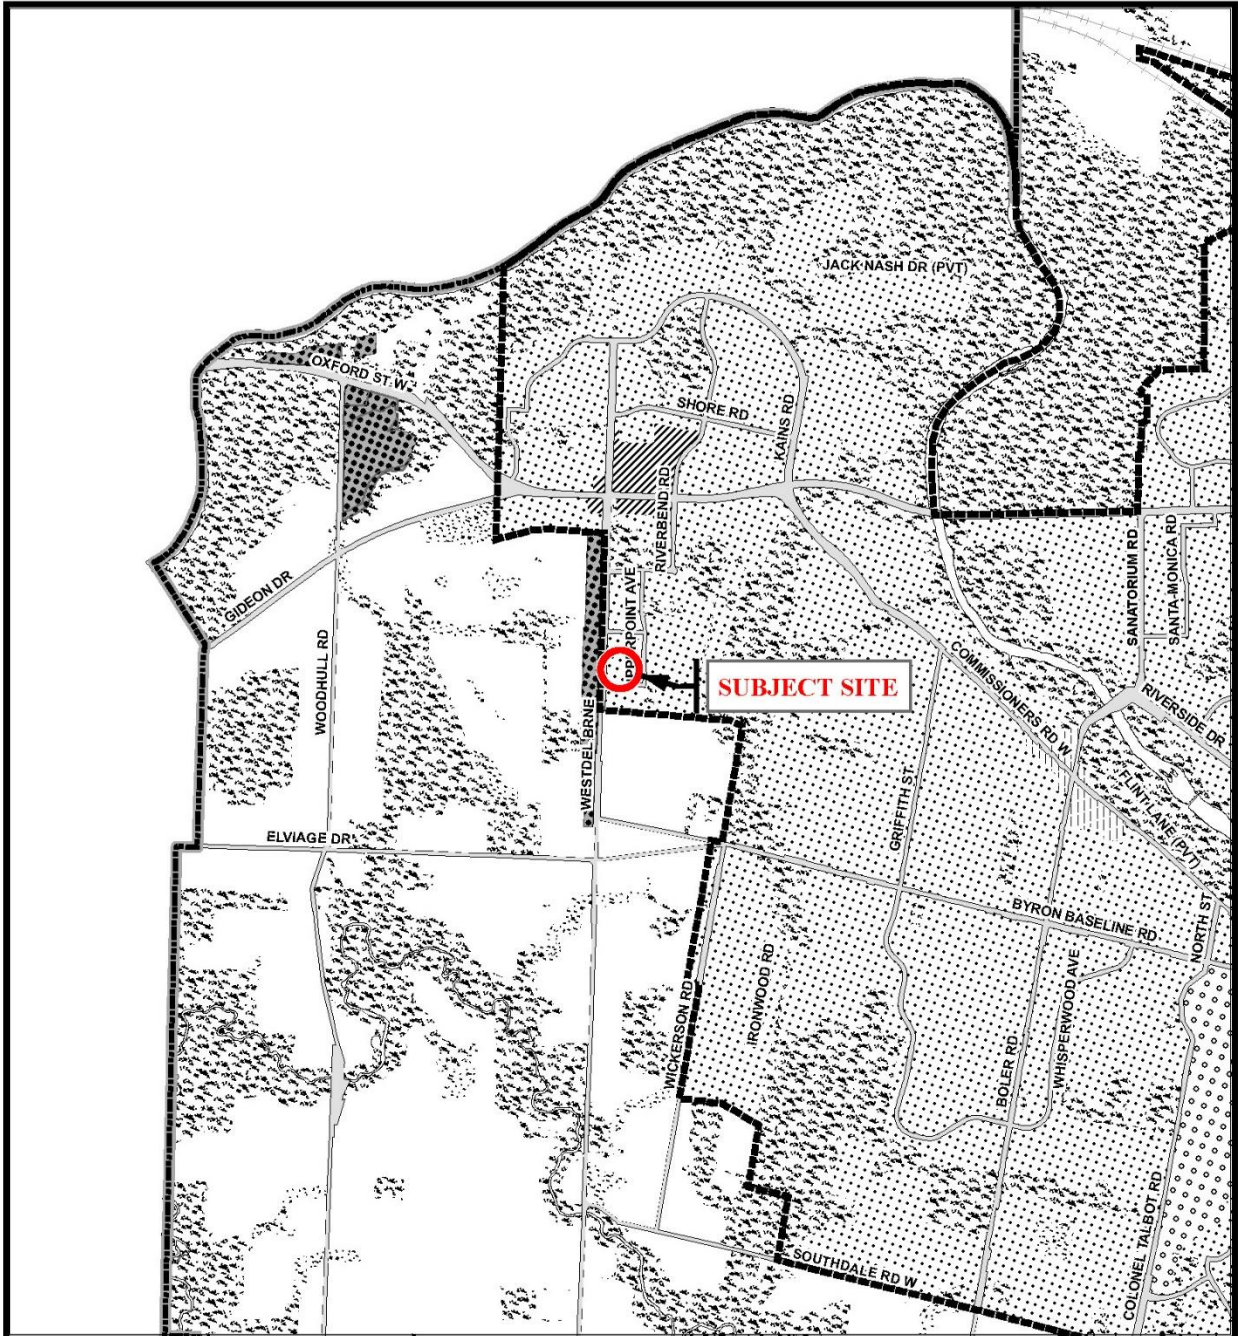 JACK NASH DR (PVT)
OXFORD ST W
SHORE RD
KAINS RD
RIVERBEND RD
SANATORIUM RD
SANTA MONICA RD
GIDEON DR
WOODHULL RD
AVE
COMMISSIONERS RD W
SUBJECT SITE
RIVERSIDE DR
WESTDEL BRNE
GRIFFITH ST
FLINT LANE (PVT)
ELVIAGE DR
BYRON BASELINE RD
NORTH ST
IRONWOOD RD
WICKERSON RD
WHISPERWOOD AVE
BOLER RD
COLONEL TALBOT RD
SOUTHDALE RD W